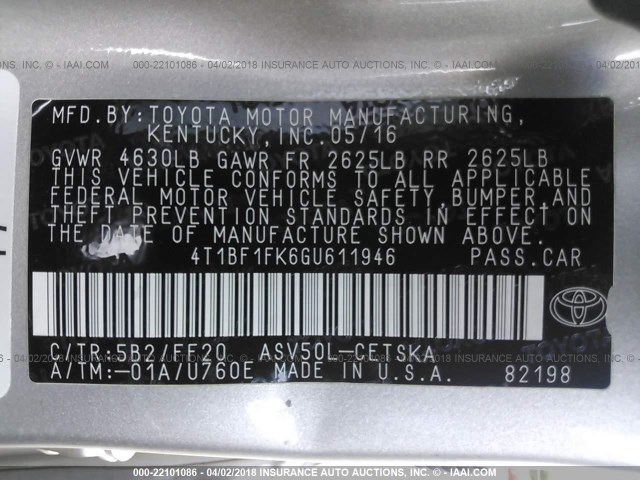 © - IAAI.COM 000-22101086 - 04/02/2018 INSURANCE AUTO AUCTIONS, INC. © - IAAI.COM
MFD.BY:TOYOTA MOTOR MANUFACTURING,
KENTUCKY, INC. 05/16
GVWR 4630LB GAWR FR 2625LB RR 2625LB
THIS VEHICLE CONFORMS TO ALL APPLICABLE
FEDERAL MOTOR VEHICLE SAFETY, BUMPER, AND
THEFT PREVENTION STANDARDS IN EFFECT ON
THE DATE OF MANUFACTURE SHOWN ABOVE.
4T1BF1FK6GU611946 PASS.CAR
C/TR:5B2/FF20 ASV50L-CETSKA
A/TM:-01A/U760E MADE IN U.S.A. 82198
000-22101086 - 04/02/2018 - INSURANCE AUTO AUCTIONS, INC. © - IAAI.COM